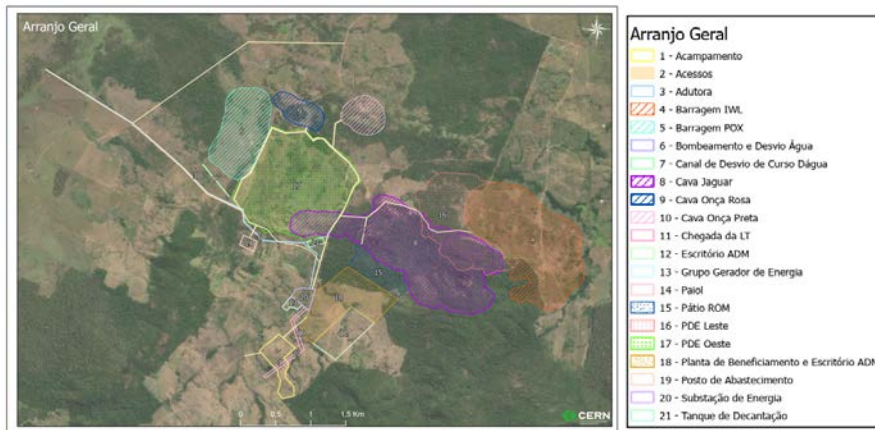 Arranjo Geral
0 0,5 1 1,5 Km
CERN
Arranjo Geral
1 - Acampamento
2 - Acessos
3 - Adutora
4 - Barragem IWL
5 - Barragem POX
6 - Bombeamento e Desvio Água
7 - Canal de Desvio de Curso Dágua
8 - Cava Jaguar
9 - Cava Onça Rosa
10 - Cava Onça Preta
11 - Chegada da LT
12 - Escritório ADM
13 - Grupo Gerador de Energia
14 - Paiol
15 - Pátio ROM
16 - PDE Leste
17 - PDE Oeste
18 - Planta de Beneficiamento e Escritório ADM
19 - Posto de Abastecimento
20 - Substação de Energia
21 - Tanque de Decantação